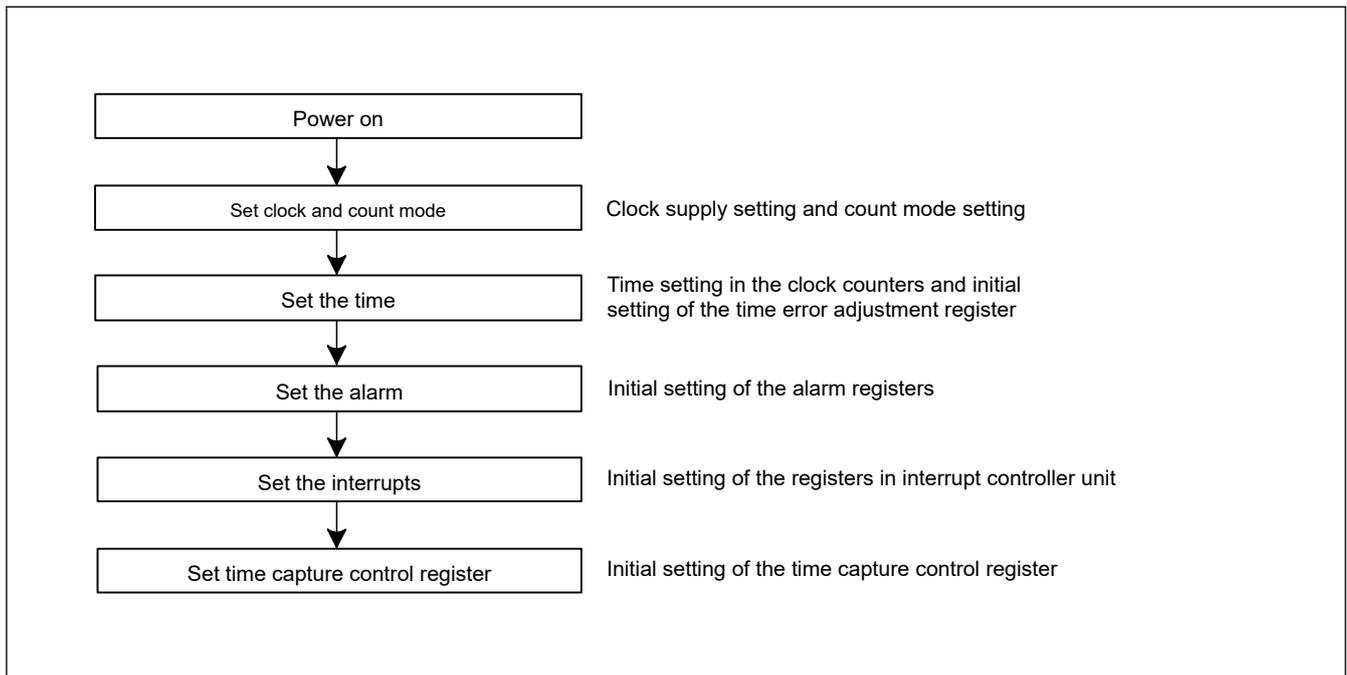 Power on
Set clock and count mode
Clock supply setting and count mode setting
Set the time
Time setting in the clock counters and initial
setting of the time error adjustment register
Set the alarm
Initial setting of the alarm registers
Set the interrupts
Initial setting of the registers in interrupt controller unit
Set time capture control register
Initial setting of the time capture control register